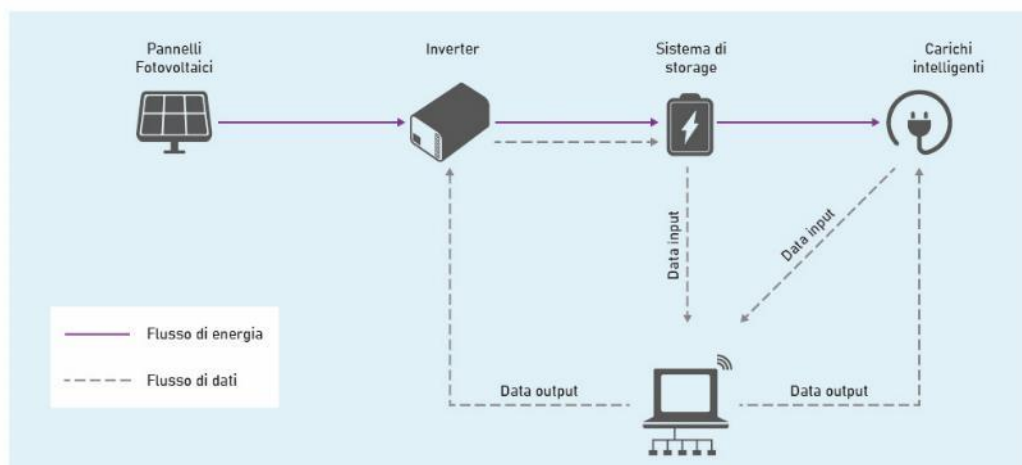 Pannelli
Fotovoltaici
Inverter
Sistema di
storage
Carichi
intelligenti
Data input
Data input
Flusso di energia
Flusso di dati
Data output
Data output